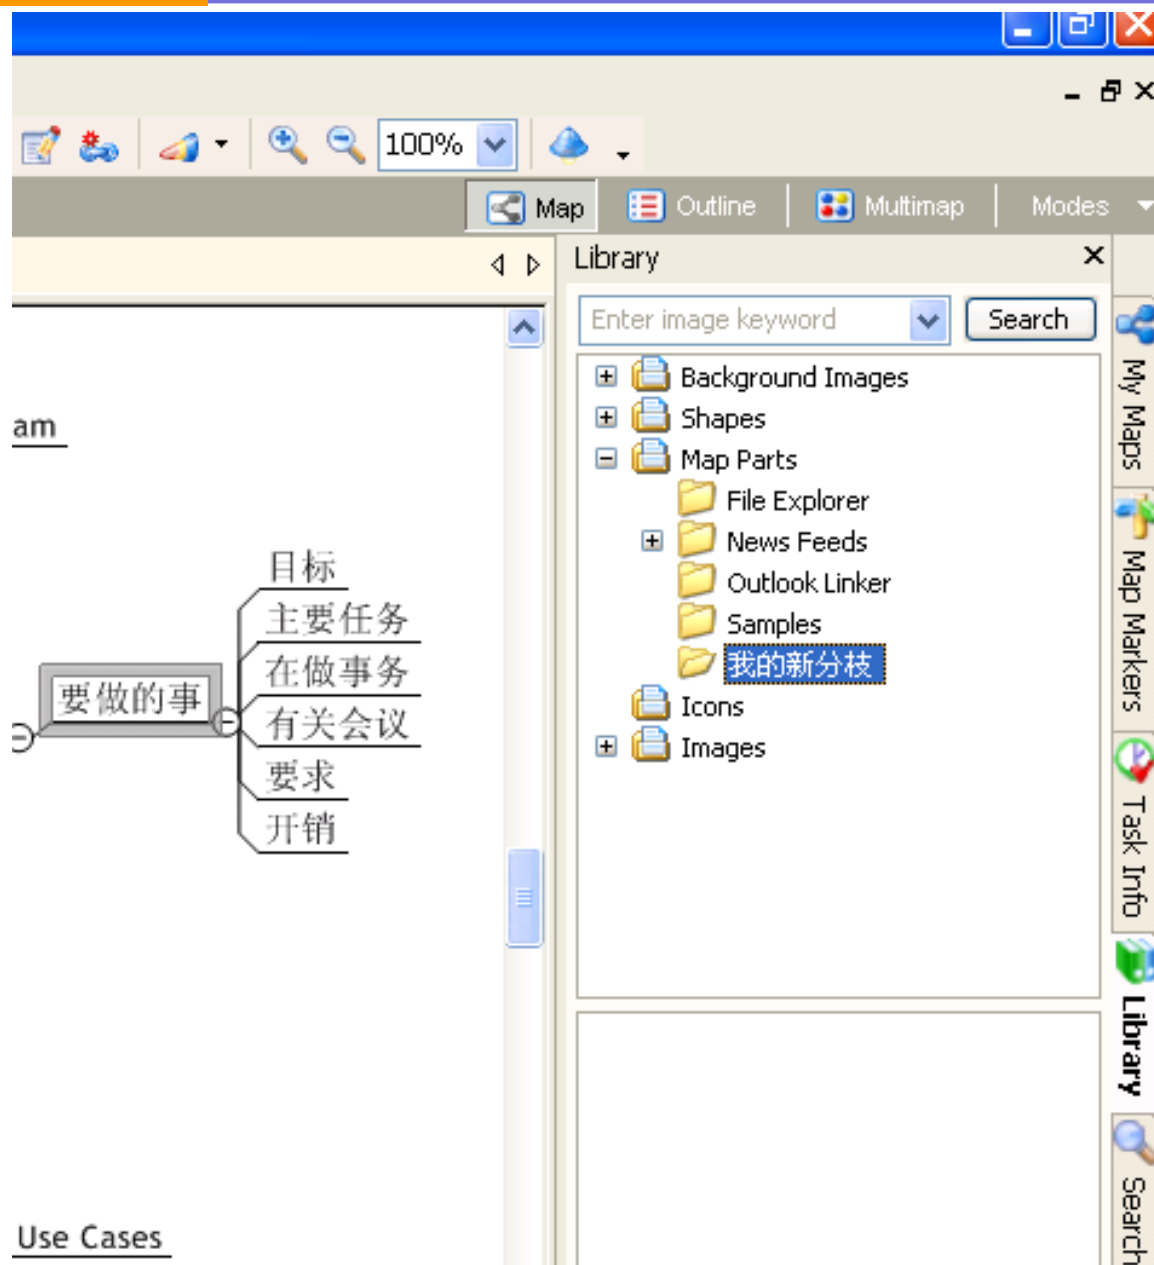 100%
Map
Outline
Multimap
Modes
Library
Enter image keyword
Search
Background Images
Shapes
Map Parts
File Explorer
News Feeds
Outlook Linker
Samples
我的新分枝
Icons
Images
am
要做的事
目标
主要任务
在做事务
有关会议
要求
开销
Use Cases
My Maps
Map Markers
Task Info
Library
Search